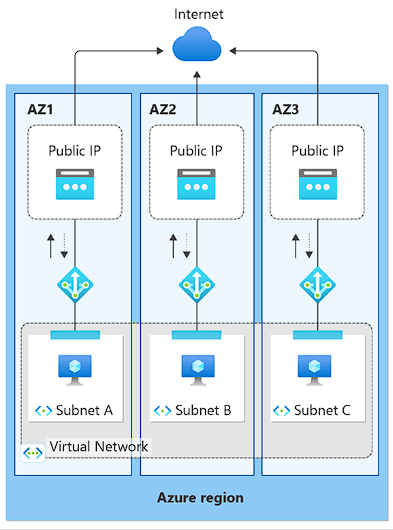 Internet
AZ1
AZ2
AZ3
Public IP
Public IP
Public IP
Subnet A
Subnet B
Subnet C
Virtual Network
Azure region